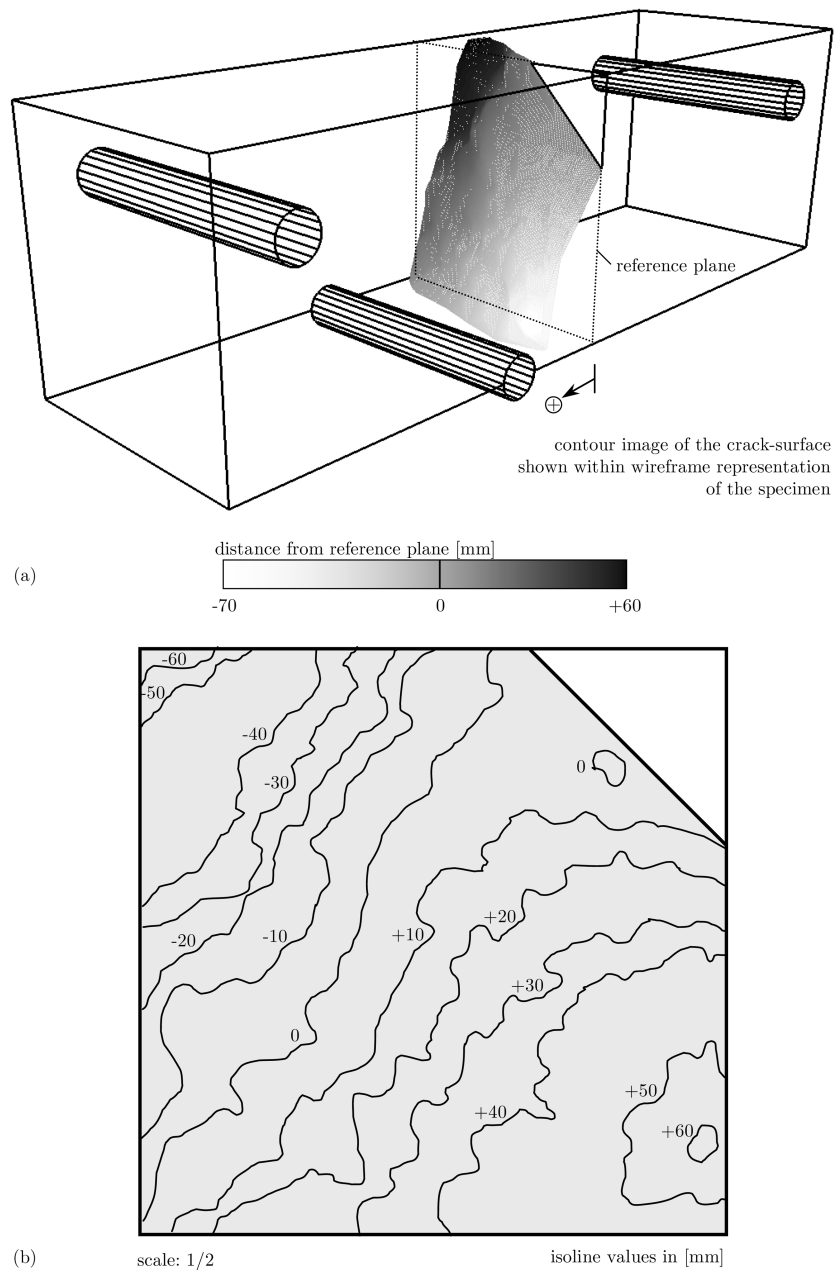 reference plane
⊕
contour image of the crack-surface
shown within wireframe representation
of the specimen
distance from reference plane [mm]
(a)
-70 0 +60
-60
-50
-40
-30
0
+20
-20 -10 +10
+30
0
+50
+40
+60
(b) scale: 1/2 isoline values in [mm]